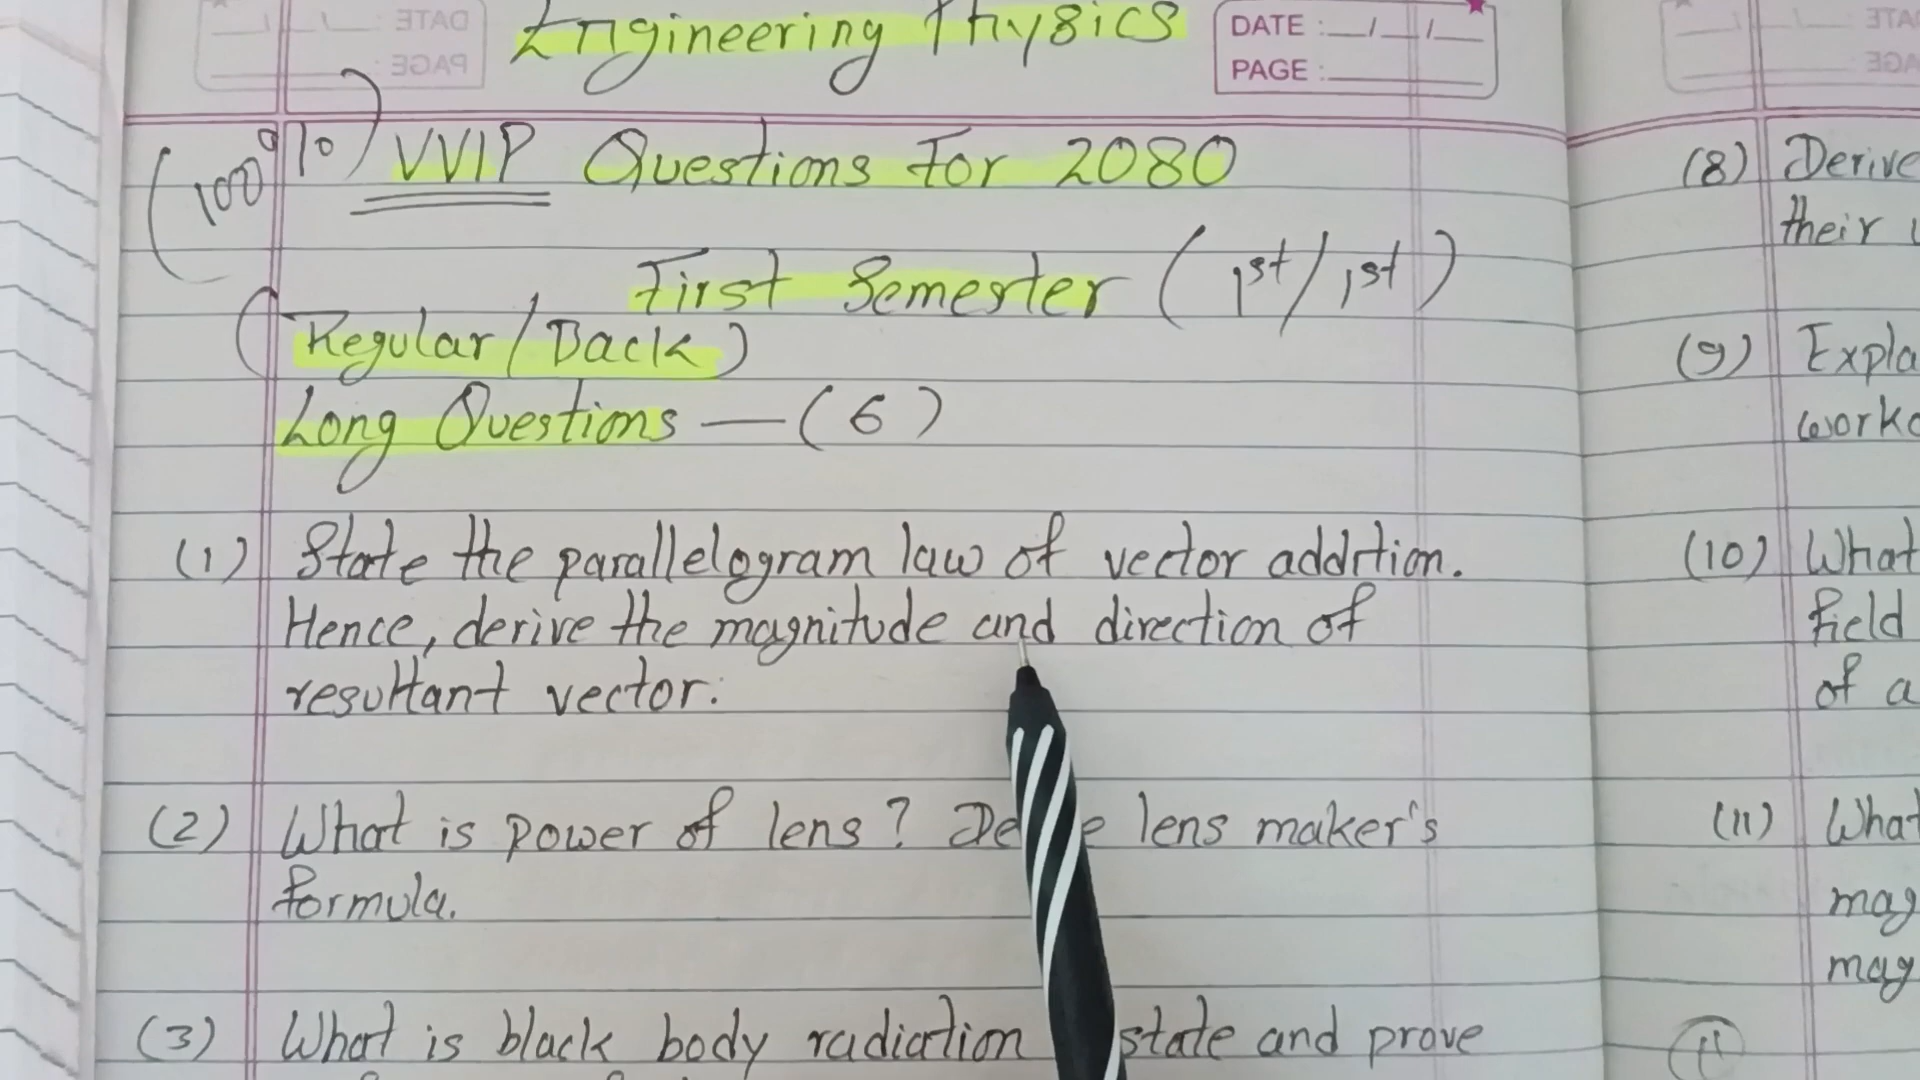 Engineering Physics
DATE : / /
PAGE :
(100%) VVIP Questions For 2080
First Semester (1st/1st)
(Regular/Back)
Long Questions — (6)
(1) State the parallelogram law of vector addition.
Hence, derive the magnitude and direction of
resultant vector.
(2) What is power of lens? lens maker's
formula.
(3) What is black body radiation state and prove
(8) Derive
their
(9) Expla
worko
(10) What
field
of a
(11) What
mag
mag